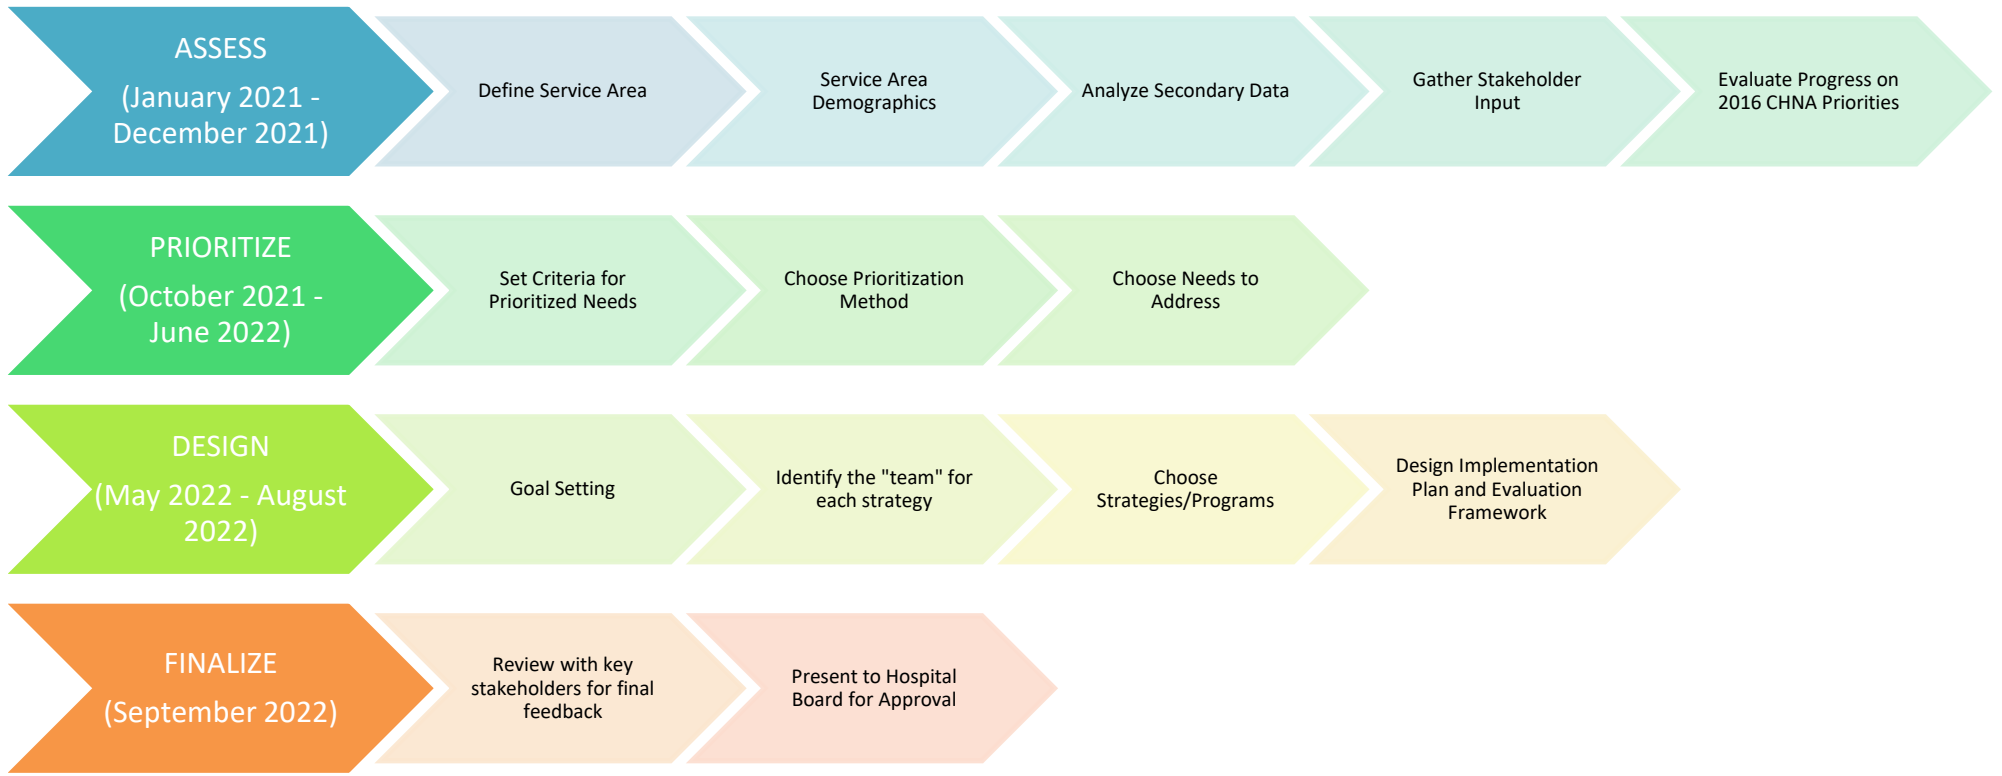 ASSESS
(January 2021 -
December 2021)
Define Service Area
Service Area
Demographics
Analyze Secondary Data
Gather Stakeholder
Input
Evaluate Progress on
2016 CHNA Priorities
PRIORITIZE
(October 2021 -
June 2022)
Set Criteria for
Prioritized Needs
Choose Prioritization
Method
Choose Needs to
Address
DESIGN
(May 2022 - August
2022)
Goal Setting
Identify the "team" for
each strategy
Choose
Strategies/Programs
Design Implementation
Plan and Evaluation
Framework
FINALIZE
(September 2022)
Review with key
stakeholders for final
feedback
Present to Hospital
Board for Approval